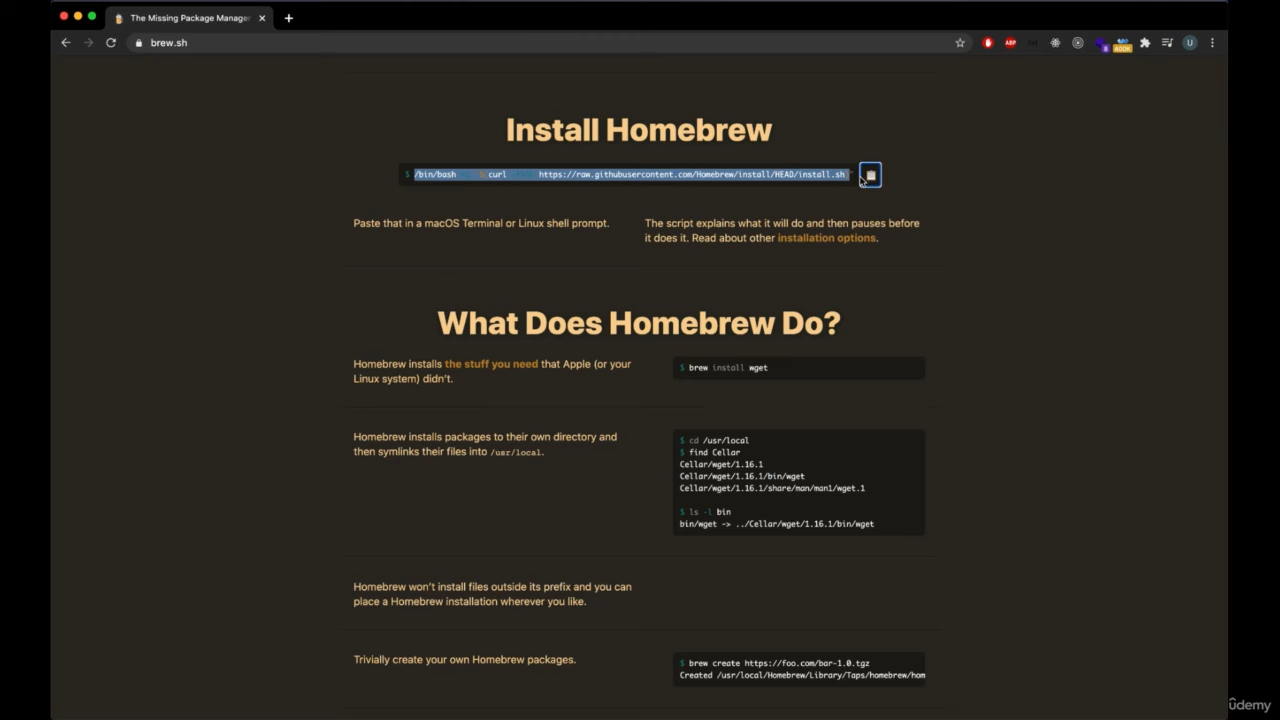 The Missing Package Manager
brew.sh
ABP
U
Install Homebrew
$ /bin/bash $( curl https://raw.githubusercontent.com/Homebrew/install/HEAD/install.sh
Paste that in a macOS Terminal or Linux shell prompt.
The script explains what it will do and then pauses before
it does it. Read about other installation options.
What Does Homebrew Do?
Homebrew installs the stuff you need that Apple (or your
Linux system) didn’t.
$ brew install wget
Homebrew installs packages to their own directory and
then symlinks their files into /usr/local.
$ cd /usr/local
$ find Cellar
Cellar/wget/1.16.1
Cellar/wget/1.16.1/bin/wget
Cellar/wget/1.16.1/share/man/man1/wget.1
$ ls -l bin
bin/wget -> ../Cellar/wget/1.16.1/bin/wget
Homebrew won’t install files outside its prefix and you can
place a Homebrew installation wherever you like.
Trivially create your own Homebrew packages.
$ brew create https://foo.com/bar-1.0.tgz
Created /usr/local/Homebrew/Library/Taps/homebrew/hom
ûdemy